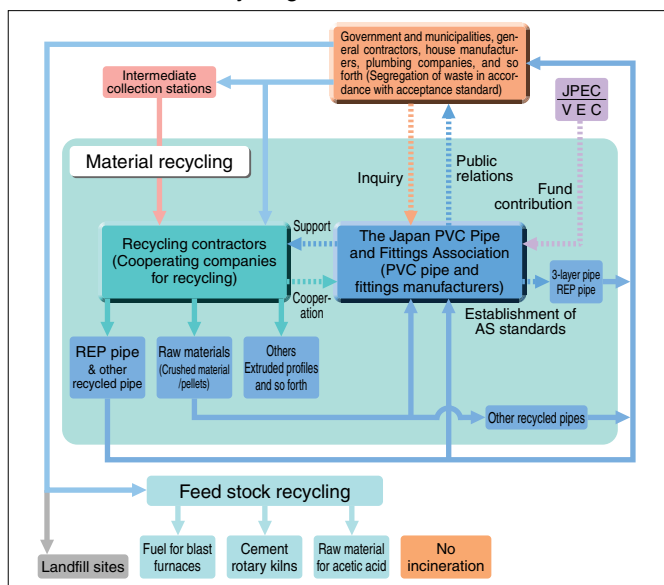 Government and municipalities, gen-
eral contractors, house manufactur-
ers, plumbing companies, and so
forth (Segregation of waste in accor-
dance with acceptance standard)
Intermediate
collection stations
JPEC
V E C
Material recycling
Inquiry
Public
relations
Fund
contribution
Recycling contractors
(Cooperating companies
for recycling)
Support
Cooper-
ation
The Japan PVC Pipe
and Fittings Association
(PVC pipe and
fittings manufacturers)
3-layer pipe
REP pipe
Establishment of
AS standards
REP pipe
& other
recycled pipe
Raw materials
(Crushed material
/pellets)
Others
Extruded profiles
and so forth
Other recycled pipes
Feed stock recycling
Landfill sites
Fuel for blast
furnaces
Cement
rotary kilns
Raw material
for acetic acid
No
incineration